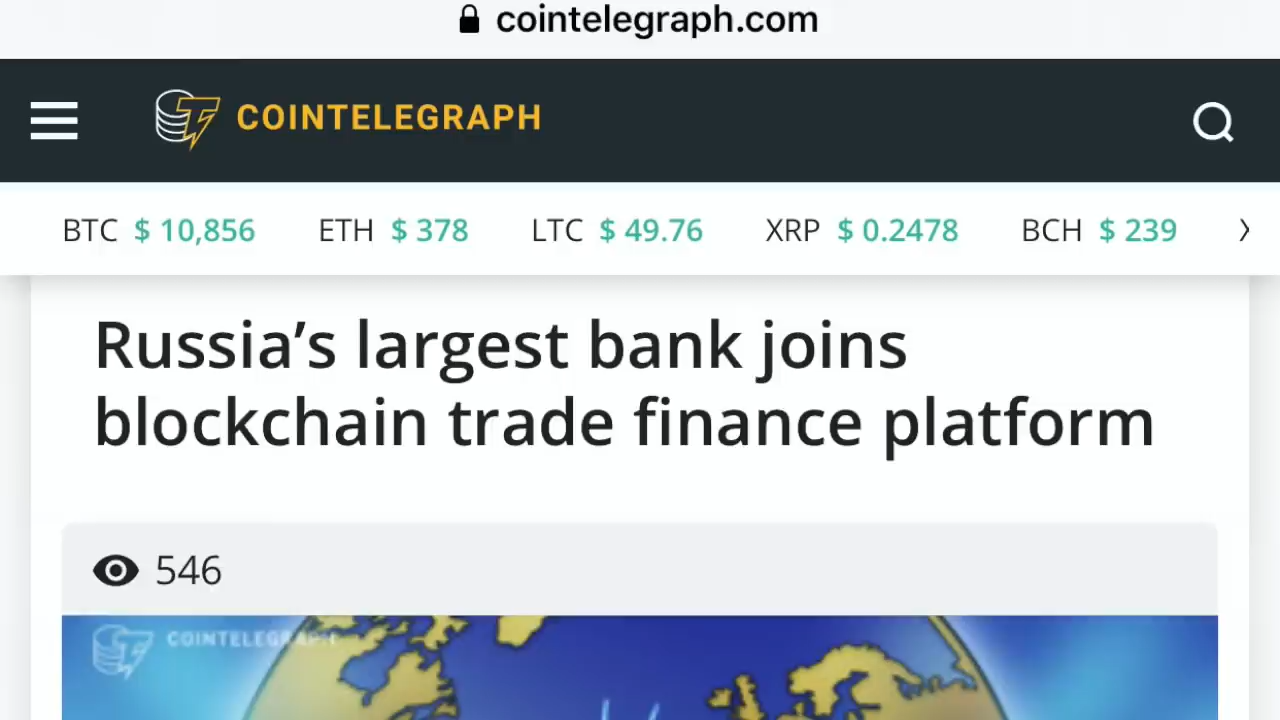 cointelegraph.com
COINTELEGRAPH
BTC $ 10,856 ETH $ 378 LTC $ 49.76 XRP $ 0.2478 BCH $ 239 X
Russia’s largest bank joins
blockchain trade finance platform
546
COINTELEGRAPH